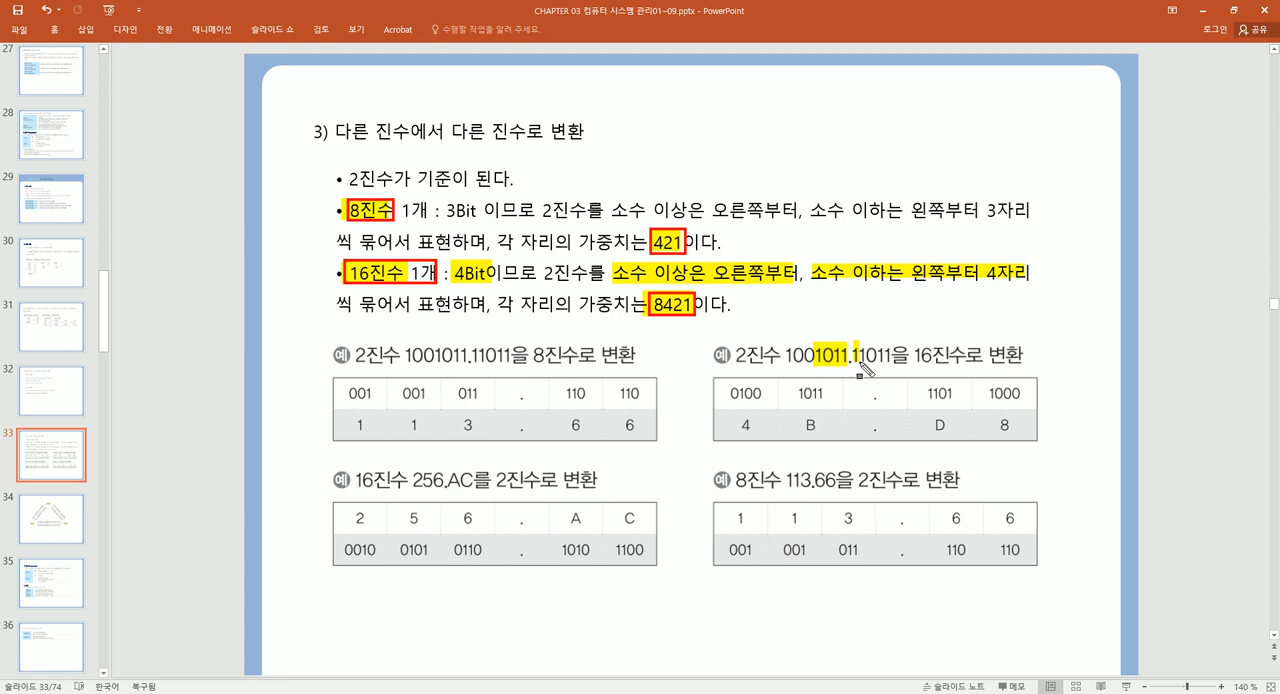 CHAPTER 03 컴퓨터 시스템 관리01~09.pptx - PowerPoint
파일 홈 삽입 디자인 전환 애니메이션 슬라이드 쇼 검토 보기 Acrobat 수행할 작업을 알려 주세요. 로그인 공유
27
28
29
30
31
32
33
34
35
36
3) 다른 진수에서 다른 진수로 변환
• 2진수가 기준이 된다.
• 8진수 1개 : 3Bit 이므로 2진수를 소수 이상은 오른쪽부터, 소수 이하는 왼쪽부터 3자리
씩 묶어서 표현하며, 각 자리의 가중치는 421이다.
• 16진수 1개 : 4Bit이므로 2진수를 소수 이상은 오른쪽부터, 소수 이하는 왼쪽부터 4자리
씩 묶어서 표현하며, 각 자리의 가중치는 8421이다.
예 2진수 1001011.11011을 8진수로 변환
001 001 011 . 110 110
1 1 3 . 6 6
예 2진수 1001011.11011을 16진수로 변환
0100 1011 . 1101 1000
4 B . D 8
예 16진수 256.AC를 2진수로 변환
2 5 6 . A C
0010 0101 0110 . 1010 1100
예 8진수 113.66을 2진수로 변환
1 1 3 . 6 6
001 001 011 . 110 110
슬라이드 33/74 한국어 복구됨 슬라이드 노트 메모 140 %